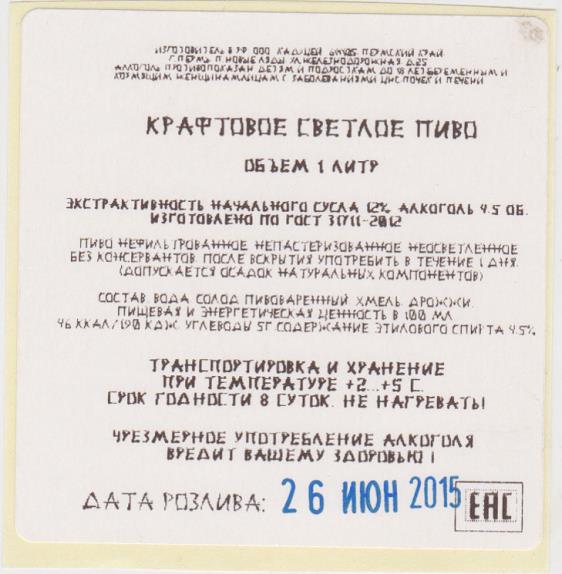 ИЗГОТОВИТЕЛЬ В РФ ООО КАДУЦЕЙ 614105 ПЕРМСКИЙ КРАЙ
Г.ПЕРМЬ П НОВЫЕ ЛЯДЫ УЛ.ЖЕЛЕЗНОДОРОЖНАЯ Д.25
АЛКОГОЛЬ ПРОТИВОПОКАЗАН ДЕТЯМ И ПОДРОСТКАМ ДО 18 ЛЕТ БЕРЕМЕННЫМ И
КОРМЯЩИМ ЖЕНЩИНАМ ЛИЦАМ С ЗАБОЛЕВАНИЯМИ ЦНС ПОЧЕК И ПЕЧЕНИ
КРАФТОВОЕ СВЕТЛОЕ ПИВО
ОБЪЕМ 1 ЛИТР
ЭКСТРАКТИВНОСТЬ НАЧАЛЬНОГО СУСЛА 12% АЛКОГОЛЬ 4.5 ОБ.
ИЗГОТОВЛЕНО ПО ГОСТ 31711-2012
ПИВО НЕФИЛЬТРОВАННОЕ НЕПАСТЕРИЗОВАННОЕ НЕОСВЕТЛЕННОЕ
БЕЗ КОНСЕРВАНТОВ. ПОСЛЕ ВСКРЫТИЯ УПОТРЕБИТЬ В ТЕЧЕНИЕ 1 ДНЯ.
(ДОПУСКАЕТСЯ ОСАДОК НАТУРАЛЬНЫХ КОМПОНЕНТОВ)
СОСТАВ: ВОДА СОЛОД ПИВОВАРЕННЫЙ ХМЕЛЬ ДРОЖЖИ.
ПИЩЕВАЯ И ЭНЕРГЕТИЧЕСКАЯ ЦЕННОСТЬ В 100 МЛ
46 ККАЛ/190 КДЖ. УГЛЕВОДЫ 5Г СОДЕРЖАНИЕ ЭТИЛОВОГО СПИРТА 4.5%
ТРАНСПОРТИРОВКА И ХРАНЕНИЕ
ПРИ ТЕМПЕРАТУРЕ +2...+5 С.
СРОК ГОДНОСТИ 8 СУТОК. НЕ НАГРЕВАТЬ!
ЧРЕЗМЕРНОЕ УПОТРЕБЛЕНИЕ АЛКОГОЛЯ
ВРЕДИТ ВАШЕМУ ЗДОРОВЬЮ !
ДАТА РОЗЛИВА: 26 ИЮН 2015 EAC